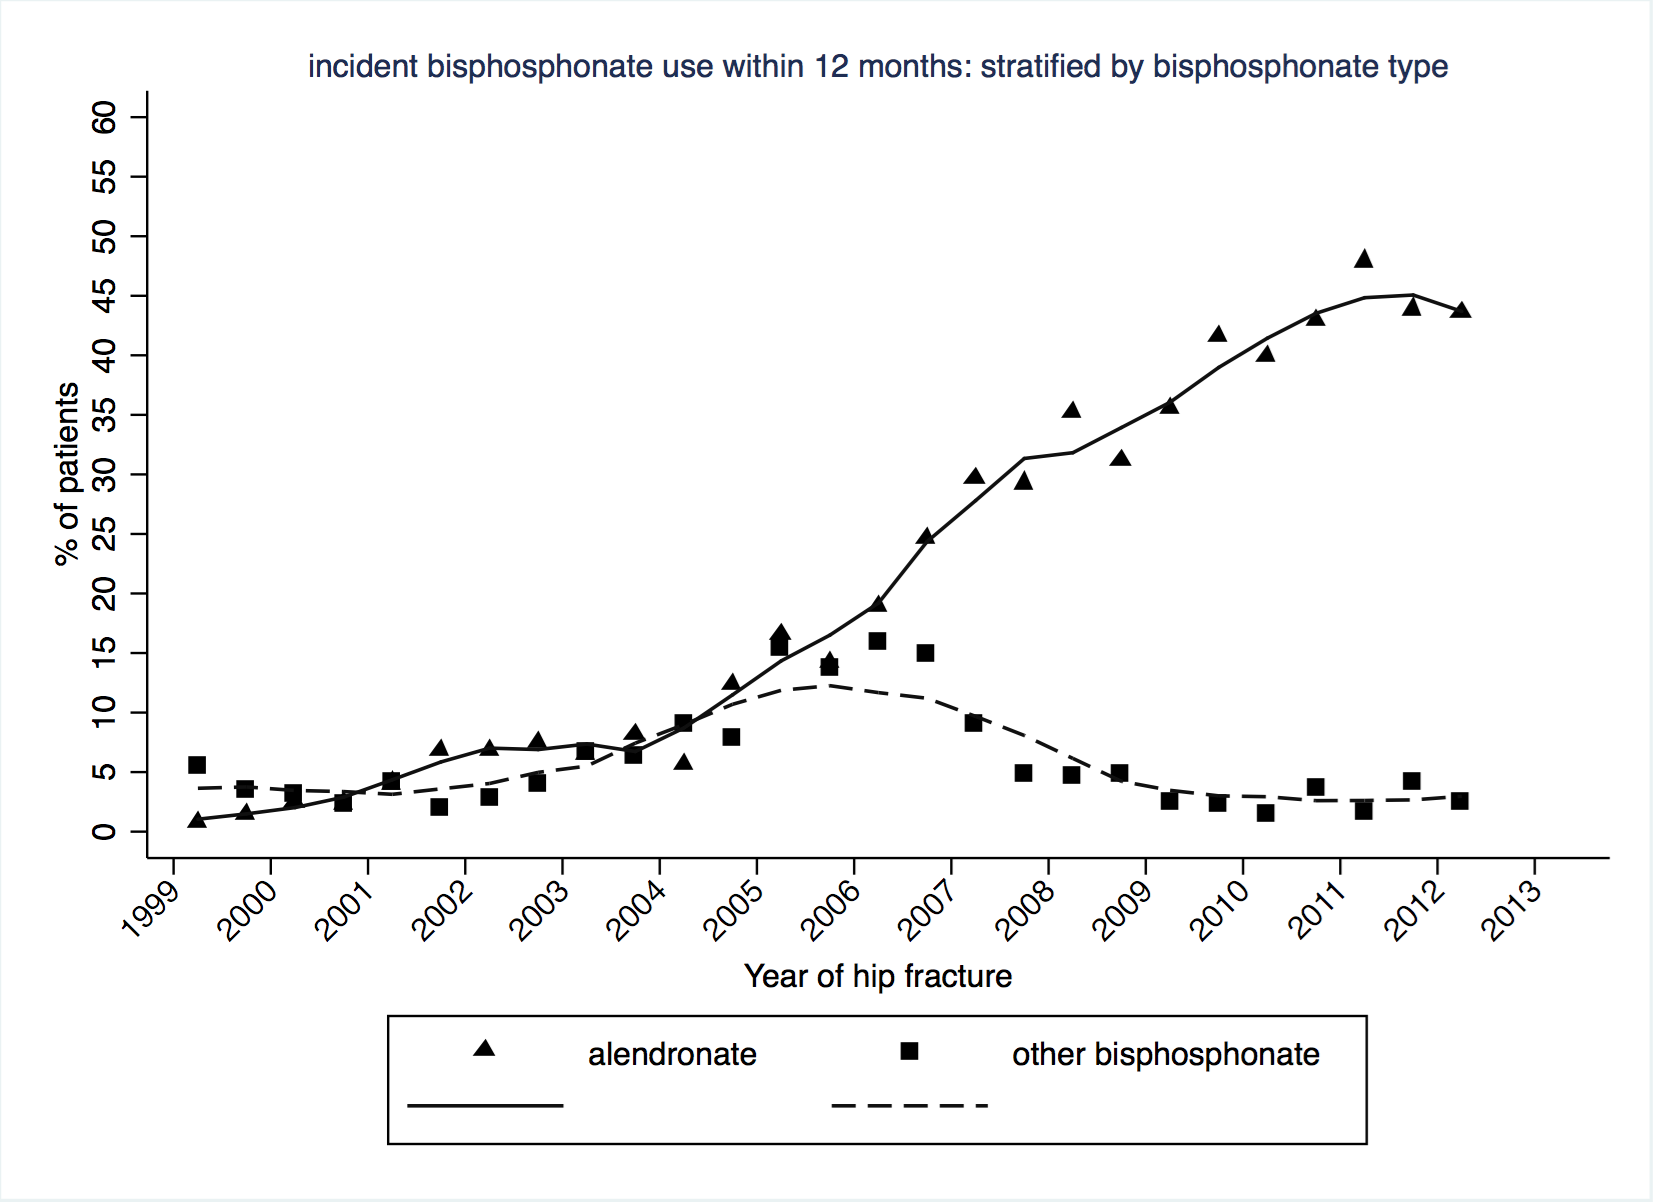 incident bisphosphonate use within 12 months: stratified by bisphosphonate type
60
55
50
45
40
35
30
25
20
15
10
5
0
% of patients
1999 2000 2001 2002 2003 2004 2005 2006 2007 2008 2009 2010 2011 2012 2013
Year of hip fracture
alendronate other bisphosphonate